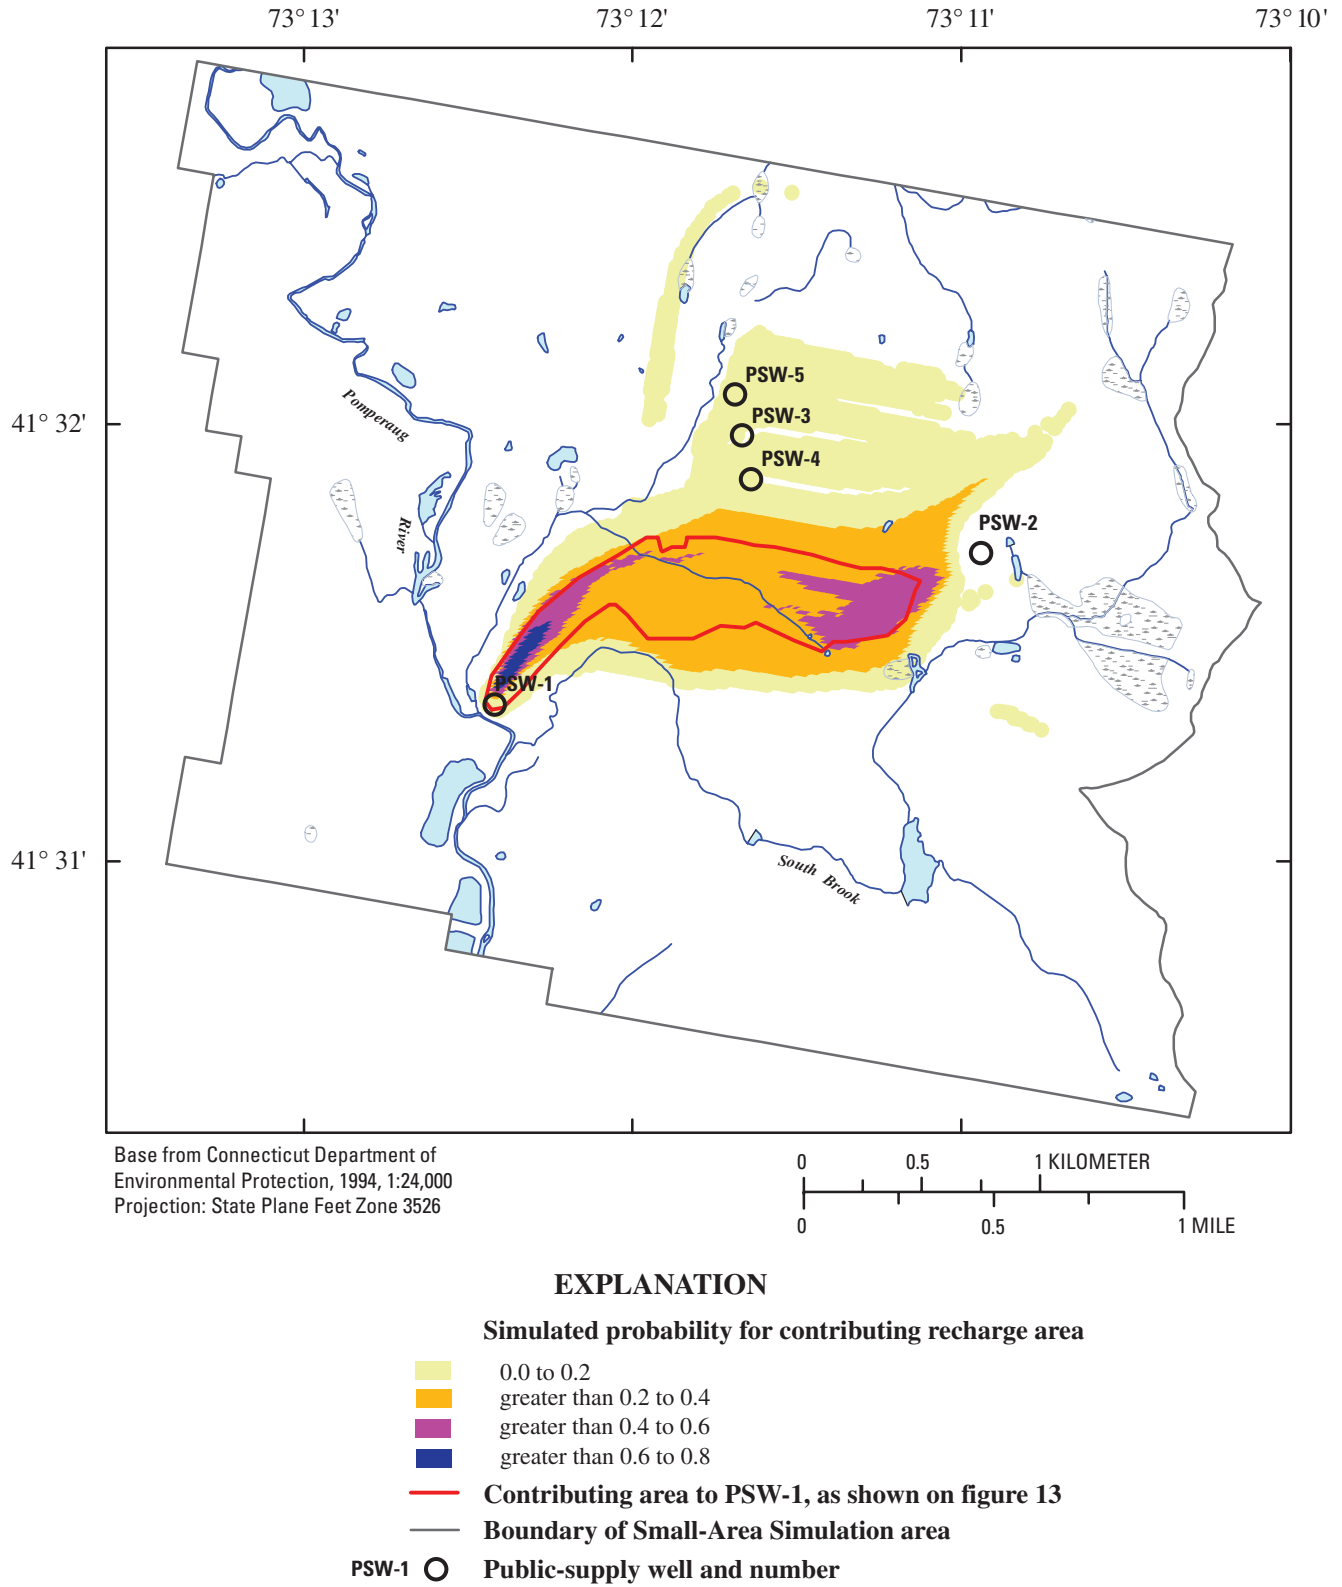 73° 13'
73° 12'
73° 11'
73° 10'
PSW-5
PSW-3
PSW-4
PSW-2
PSW-1
Pomperaug
River
South Brook
41° 32'
41° 31'
Base from Connecticut Department of
Environmental Protection, 1994, 1:24,000
Projection: State Plane Feet Zone 3526
0 0.5 1 KILOMETER
0 0.5 1 MILE
EXPLANATION
Simulated probability for contributing recharge area
0.0 to 0.2
greater than 0.2 to 0.4
greater than 0.4 to 0.6
greater than 0.6 to 0.8
Contributing area to PSW-1, as shown on figure 13
Boundary of Small-Area Simulation area
PSW-1 Public-supply well and number